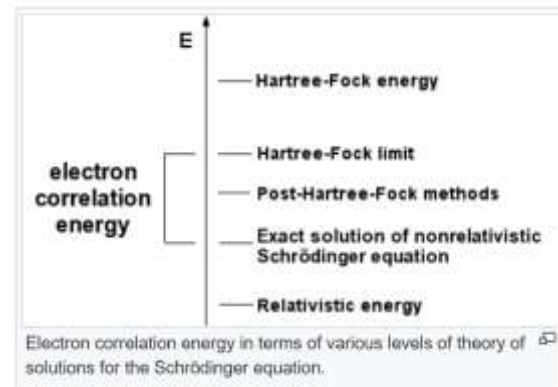 E
Hartree-Fock energy
Hartree-Fock limit
electron
correlation
energy
Post-Hartree-Fock methods
Exact solution of nonrelativistic
Schrödinger equation
Relativistic energy
Electron correlation energy in terms of various levels of theory of
solutions for the Schrödinger equation.